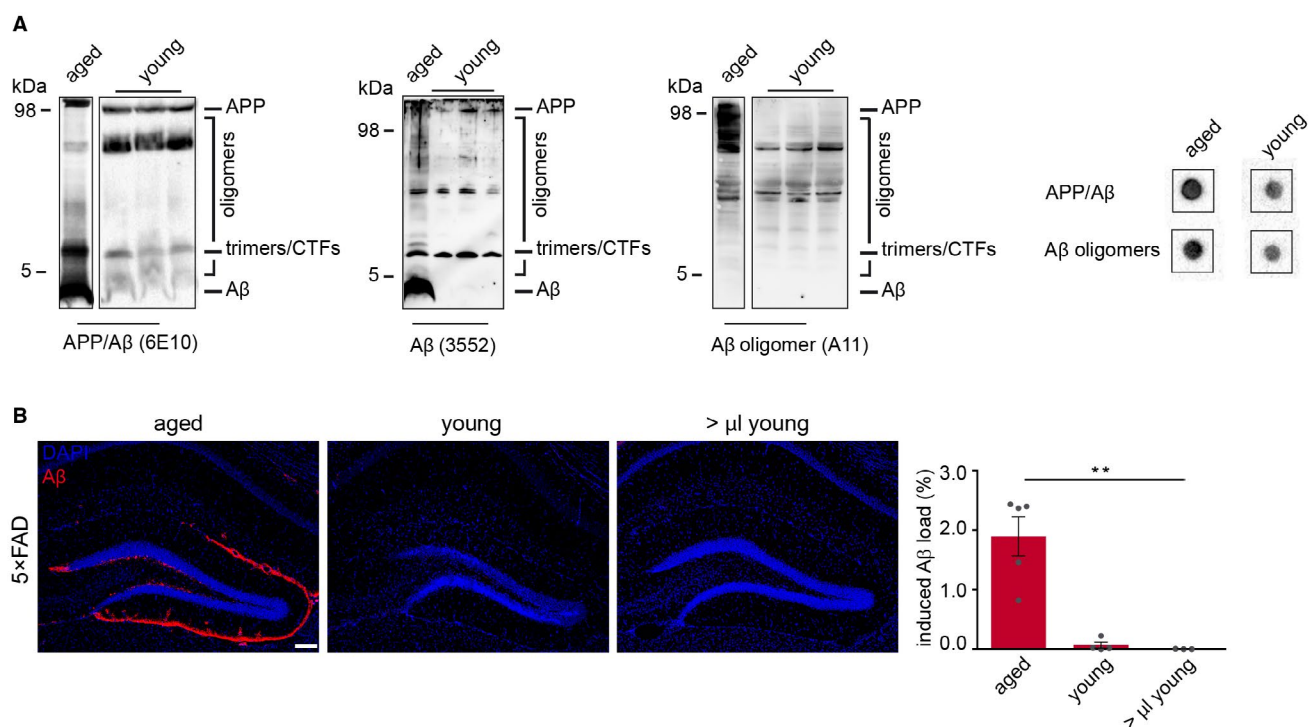 A
aged
young
kDa
98
5
APP
oligomers
trimers/CTFs
Aβ
APP/Aβ (6E10)
aged
young
kDa
98
5
APP
oligomers
trimers/CTFs
Aβ
Aβ (3552)
aged
young
kDa
98
5
APP
oligomers
trimers/CTFs
Aβ
Aβ oligomer (A11)
aged
young
APP/Aβ
Aβ oligomers
B
aged
young
> μl young
DAPI
Aβ
5×FAD
induced Aβ load (%)
3.0
2.0
1.0
0.0
**
aged
young
> μl young